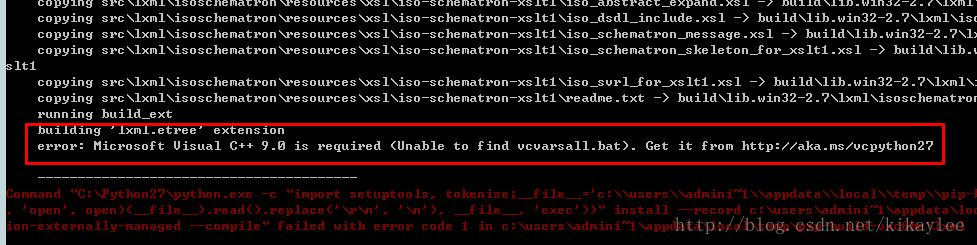 copying src\lxml\isoschematron\resources\xsl\iso-schematron-xslt1\iso_abstract_expand.xsl -> build\lib.win32-2.7\lxml\i
copying src\lxml\isoschematron\resources\xsl\iso-schematron-xslt1\iso_dsdl_include.xsl -> build\lib.win32-2.7\lxml\iso
copying src\lxml\isoschematron\resources\xsl\iso-schematron-xslt1\iso_schematron_message.xsl -> build\lib.win32-2.7\lx
copying src\lxml\isoschematron\resources\xsl\iso-schematron-xslt1\iso_schematron_skeleton_for_xslt1.xsl -> build\lib.w
slt1
copying src\lxml\isoschematron\resources\xsl\iso-schematron-xslt1\iso_svrl_for_xslt1.xsl -> build\lib.win32-2.7\lxml\
copying src\lxml\isoschematron\resources\xsl\iso-schematron-xslt1\readme.txt -> build\lib.win32-2.7\lxml\isoschematron
running build_ext
building 'lxml.etree' extension
error: Microsoft Visual C++ 9.0 is required (Unable to find vcvarsall.bat). Get it from http://aka.ms/vcpython27
----------------------------------------
Command "C:\Python27\python.exe -c "import setuptools, tokenize;__file__='c:\\users\\admini~1\\appdata\\local\\temp\\pip-
, 'open', open)(__file__).read().replace('\r\n', '\n'), __file__, 'exec'))" install --record c:\users\admini~1\appdata\lo
ion-externally-managed --compile" failed with error code 1 in c:\users\admini~1\appdata\
http://blog.csdn.net/kikaylee